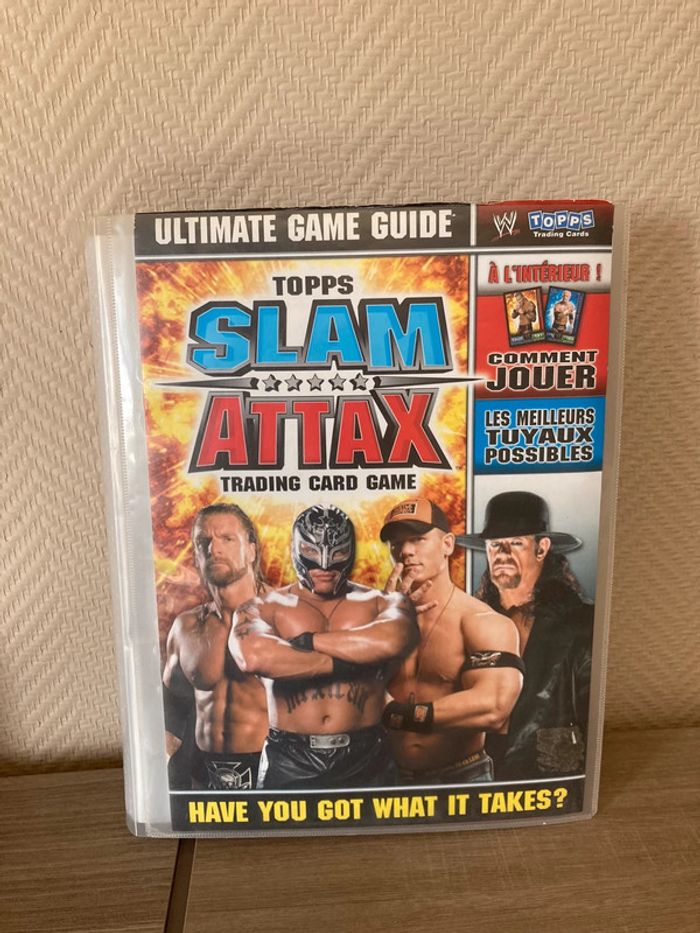 ULTIMATE GAME GUIDE
W
TOPPS
Trading Cards
TOPPS
SLAM
ATTAX
TRADING CARD GAME
À L'INTÉRIEUR !
COMMENT
JOUER
LES MEILLEURS
TUYAUX
POSSIBLES
HAVE YOU GOT WHAT IT TAKES?